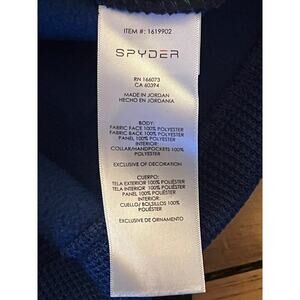 ITEM #: 1619902
SPYDER
RN 166073
CA 60394
MADE IN JORDAN
HECHO EN JORDANIA
BODY:
FABRIC FACE 100% POLYESTER
FABRIC BACK 100% POLYESTER
PANEL 100% POLYESTER
INTERIOR:
COLLAR/HANDPOCKETS 100% POLYESTER
EXCLUSIVE OF DECORATION
CUERPO:
TELA EXTERIOR 100% POLIÉSTER
TELA INTERIOR 100% POLIÉSTER
PANEL 100% POLIÉSTER
INTERIOR:
CUELLO/ BOLSILLOS 100%
POLIÉSTER
EXCLUSIVO DE ORNAMENTO